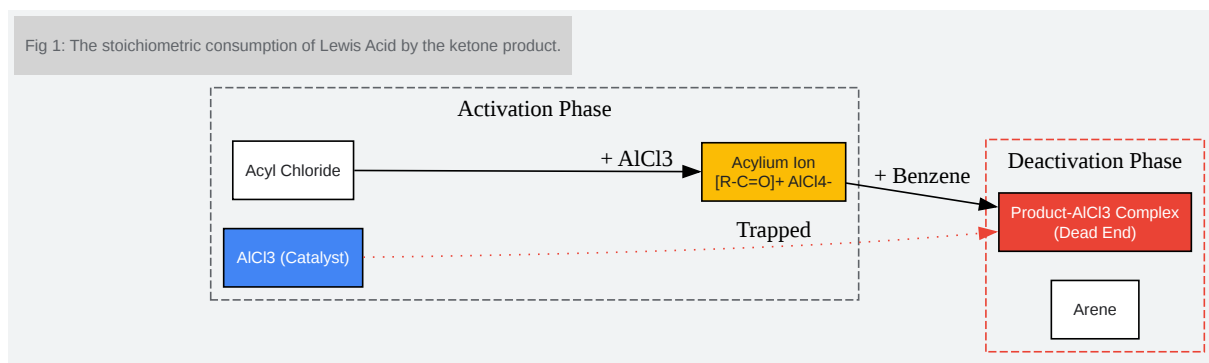 Fig 1: The stoichiometric consumption of Lewis Acid by the ketone product.
Activation Phase
Acyl Chloride
+ AlCl3
Acylium Ion
[R-C=O]+ AlCl4-
+ Benzene
AlCl3 (Catalyst)
Trapped
Deactivation Phase
Product-AlCl3 Complex
(Dead End)
Arene